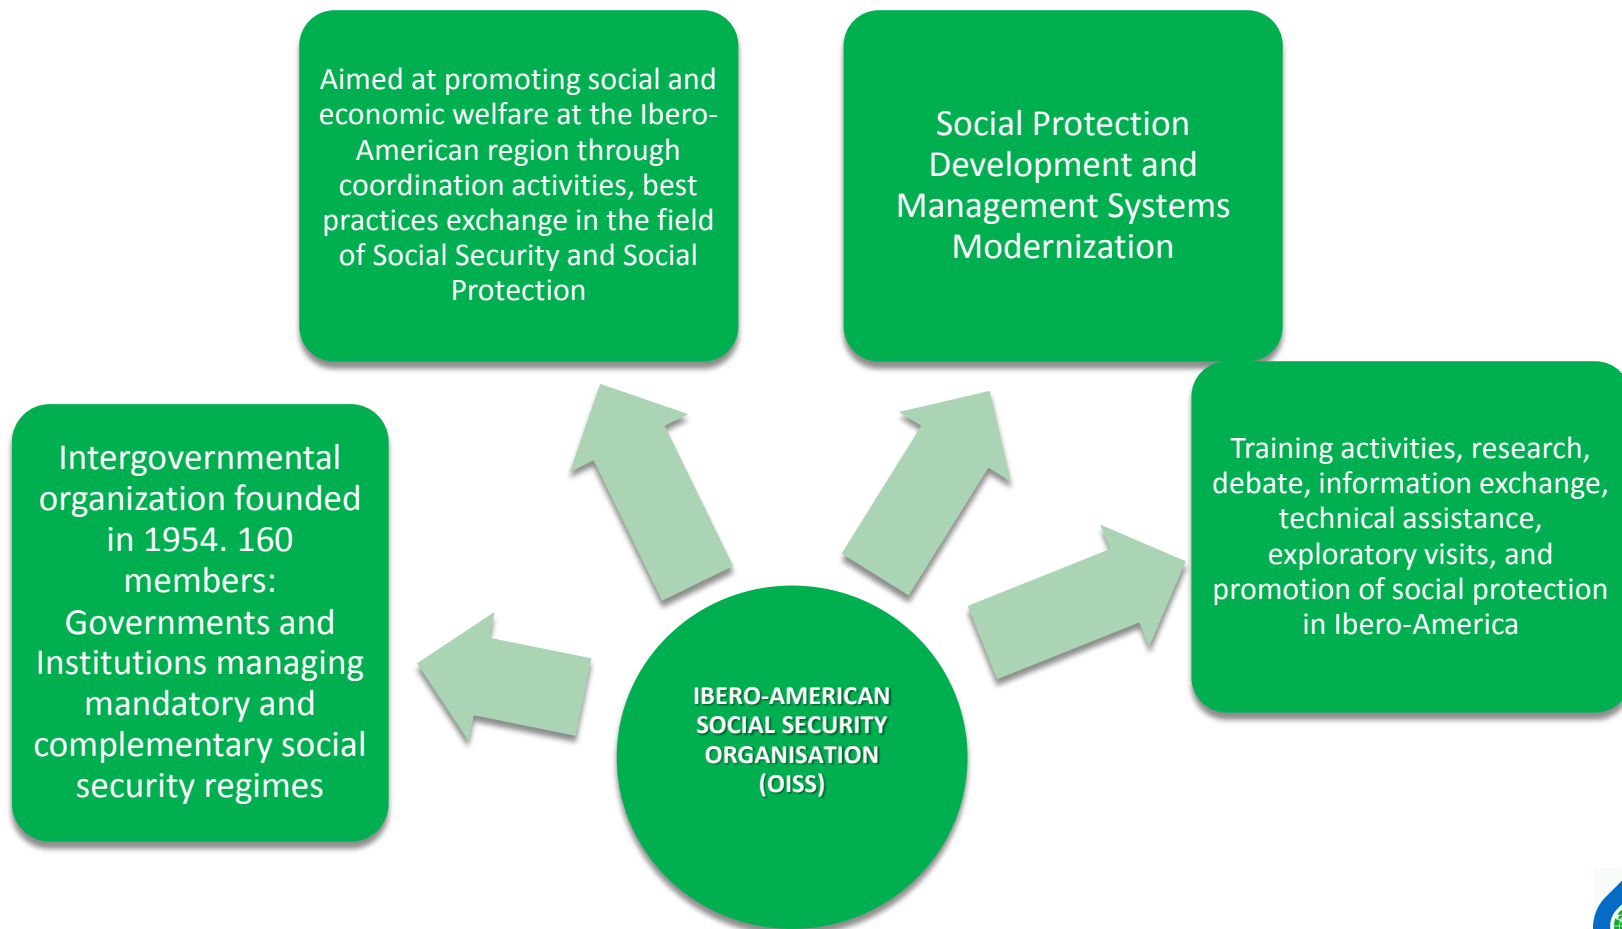 Aimed at promoting social and
economic welfare at the Ibero-
American region through
coordination activities, best
practices exchange in the field
of Social Security and Social
Protection
Social Protection
Development and
Management Systems
Modernization
Intergovernmental
organization founded
in 1954. 160
members:
Governments and
Institutions managing
mandatory and
complementary social
security regimes
Training activities, research,
debate, information exchange,
technical assistance,
exploratory visits, and
promotion of social protection
in Ibero-America
IBERO-AMERICAN
SOCIAL SECURITY
ORGANISATION
(OISS)